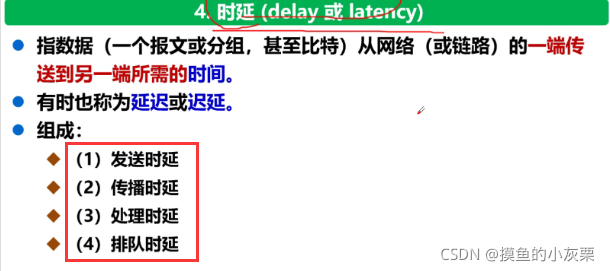 4. 时延 (delay 或 latency)
指数据（一个报文或分组，甚至比特）从网络（或链路）的一端传
送到另一端所需的时间。
有时也称为延迟或迟延。
组成：
（1）发送时延
（2）传播时延
（3）处理时延
（4）排队时延
CSDN @摸鱼的小灰栗